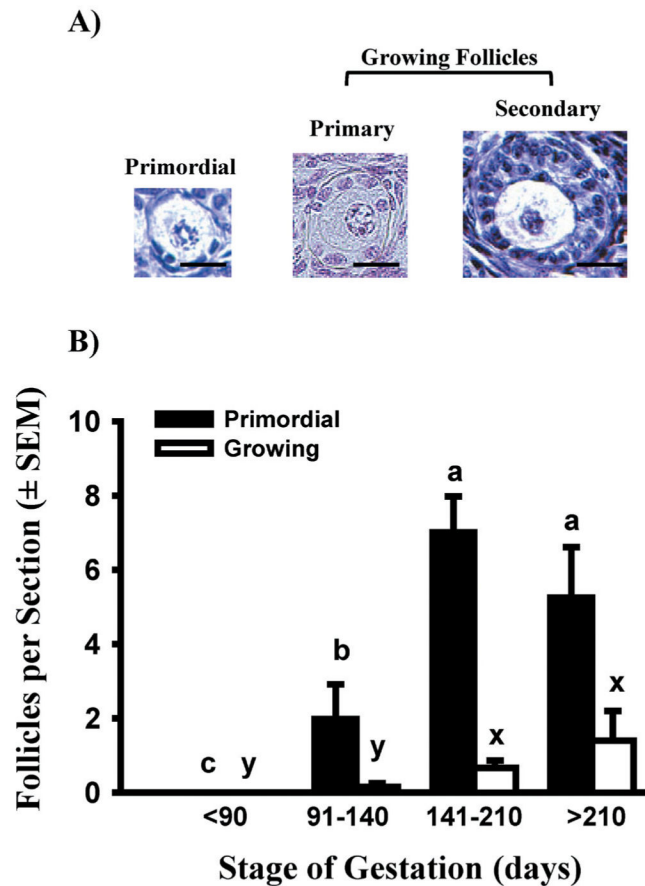 A)
Growing Follicles
Secondary
Primary
Primordial
B)
Follicles per Section (± SEM)
10
8
6
4
2
0
Primordial
Growing
c y
b
y
a
x
a
x
<90 91-140 141-210 >210
Stage of Gestation (days)